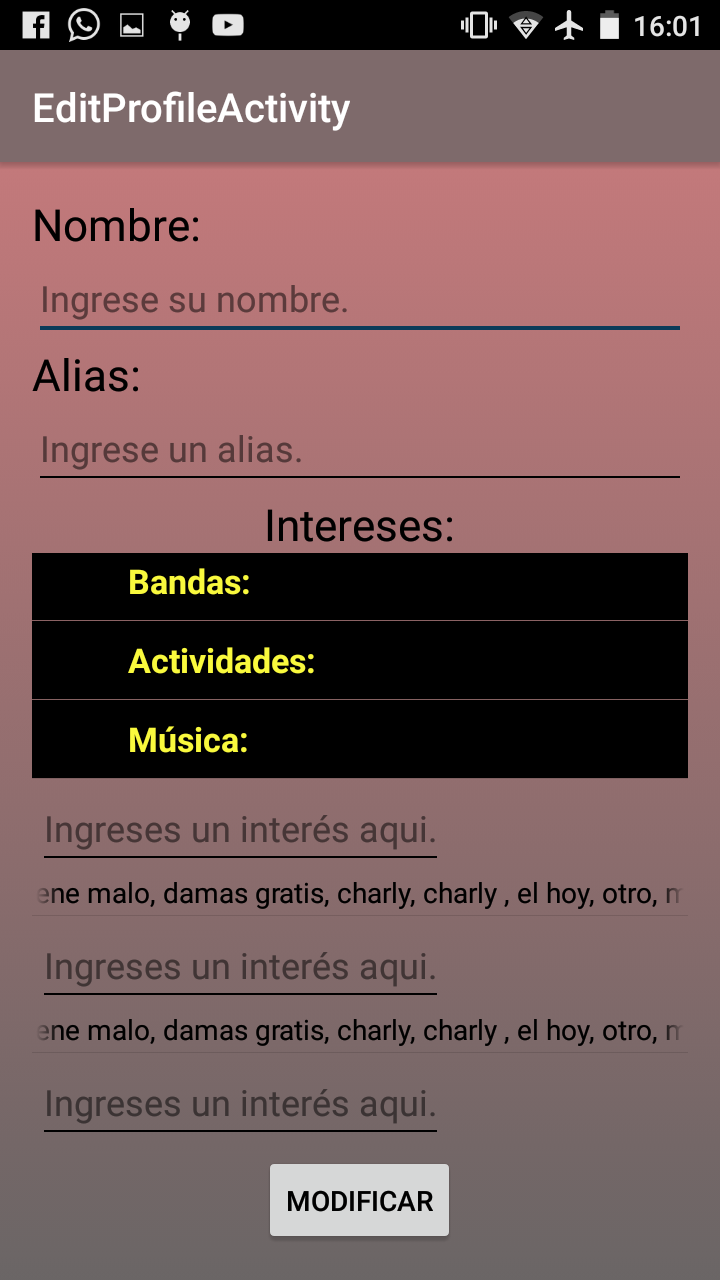 16:01
EditProfileActivity
Nombre:
Ingrese su nombre.
Alias:
Ingrese un alias.
Intereses:
Bandas:
Actividades:
Música:
Ingreses un interés aqui.
ene malo, damas gratis, charly, charly , el hoy, otro, m
Ingreses un interés aqui.
ene malo, damas gratis, charly, charly , el hoy, otro, m
Ingreses un interés aqui.
MODIFICAR